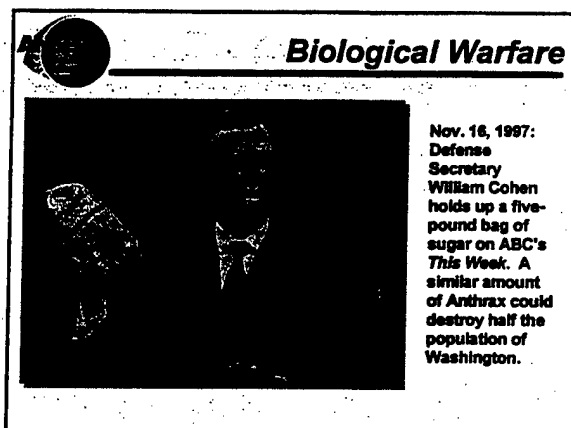 Biological Warfare
Nov. 16, 1997:
Defense
Secretary
William Cohen
holds up a five-
pound bag of
sugar on ABC's
This Week. A
similar amount
of Anthrax could
destroy half the
population of
Washington.